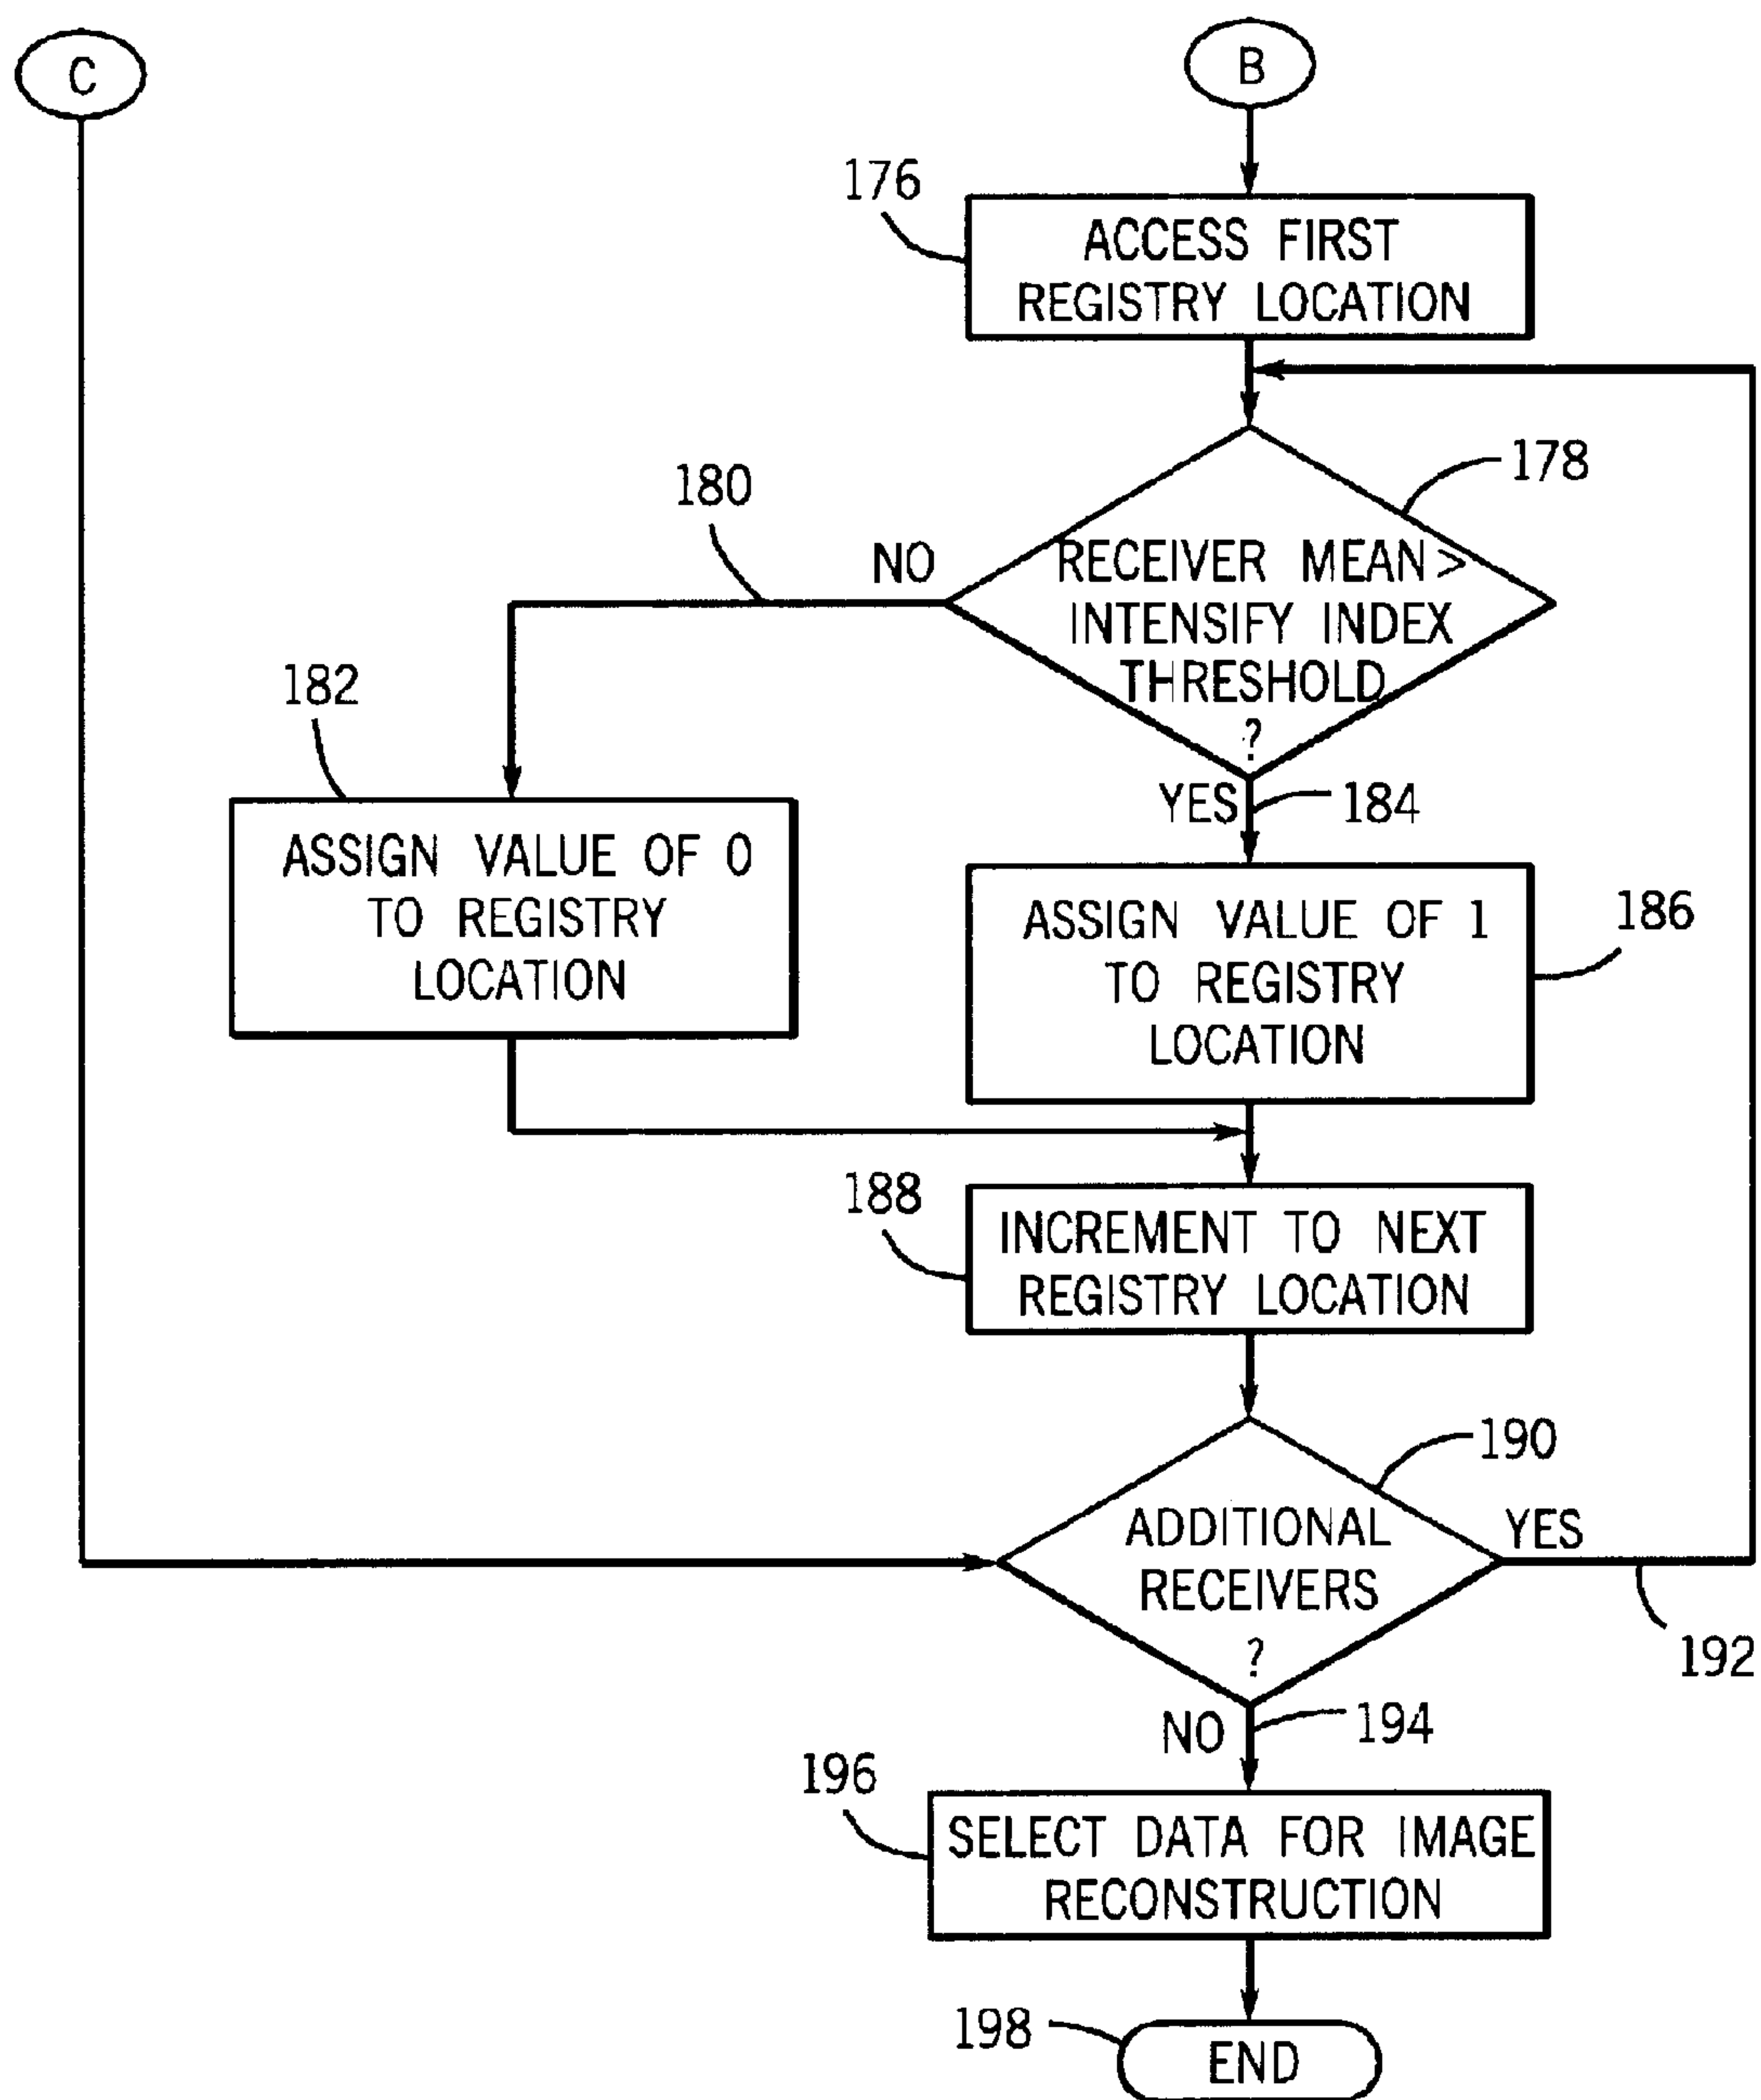 C
B
176
ACCESS FIRST
REGISTRY LOCATION
178
180
NO
RECEIVER MEAN >
INTENSIFY INDEX
THRESHOLD
?
182
YES
184
ASSIGN VALUE OF 0
TO REGISTRY
LOCATION
186
ASSIGN VALUE OF 1
TO REGISTRY
LOCATION
188
INCREMENT TO NEXT
REGISTRY LOCATION
190
ADDITIONAL
RECEIVERS
?
YES
192
NO
194
196
SELECT DATA FOR IMAGE
RECONSTRUCTION
198
END